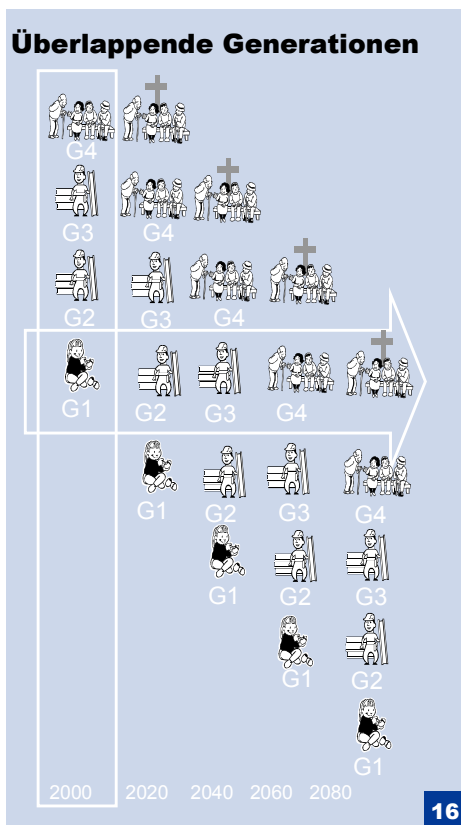 Überlappende Generationen
G4
G3 G4
G2 G3 G4
G1 G2 G3 G4
G1 G2 G3 G4
G1 G2 G3
G1 G2
G1
2000 2020 2040 2060 2080
16